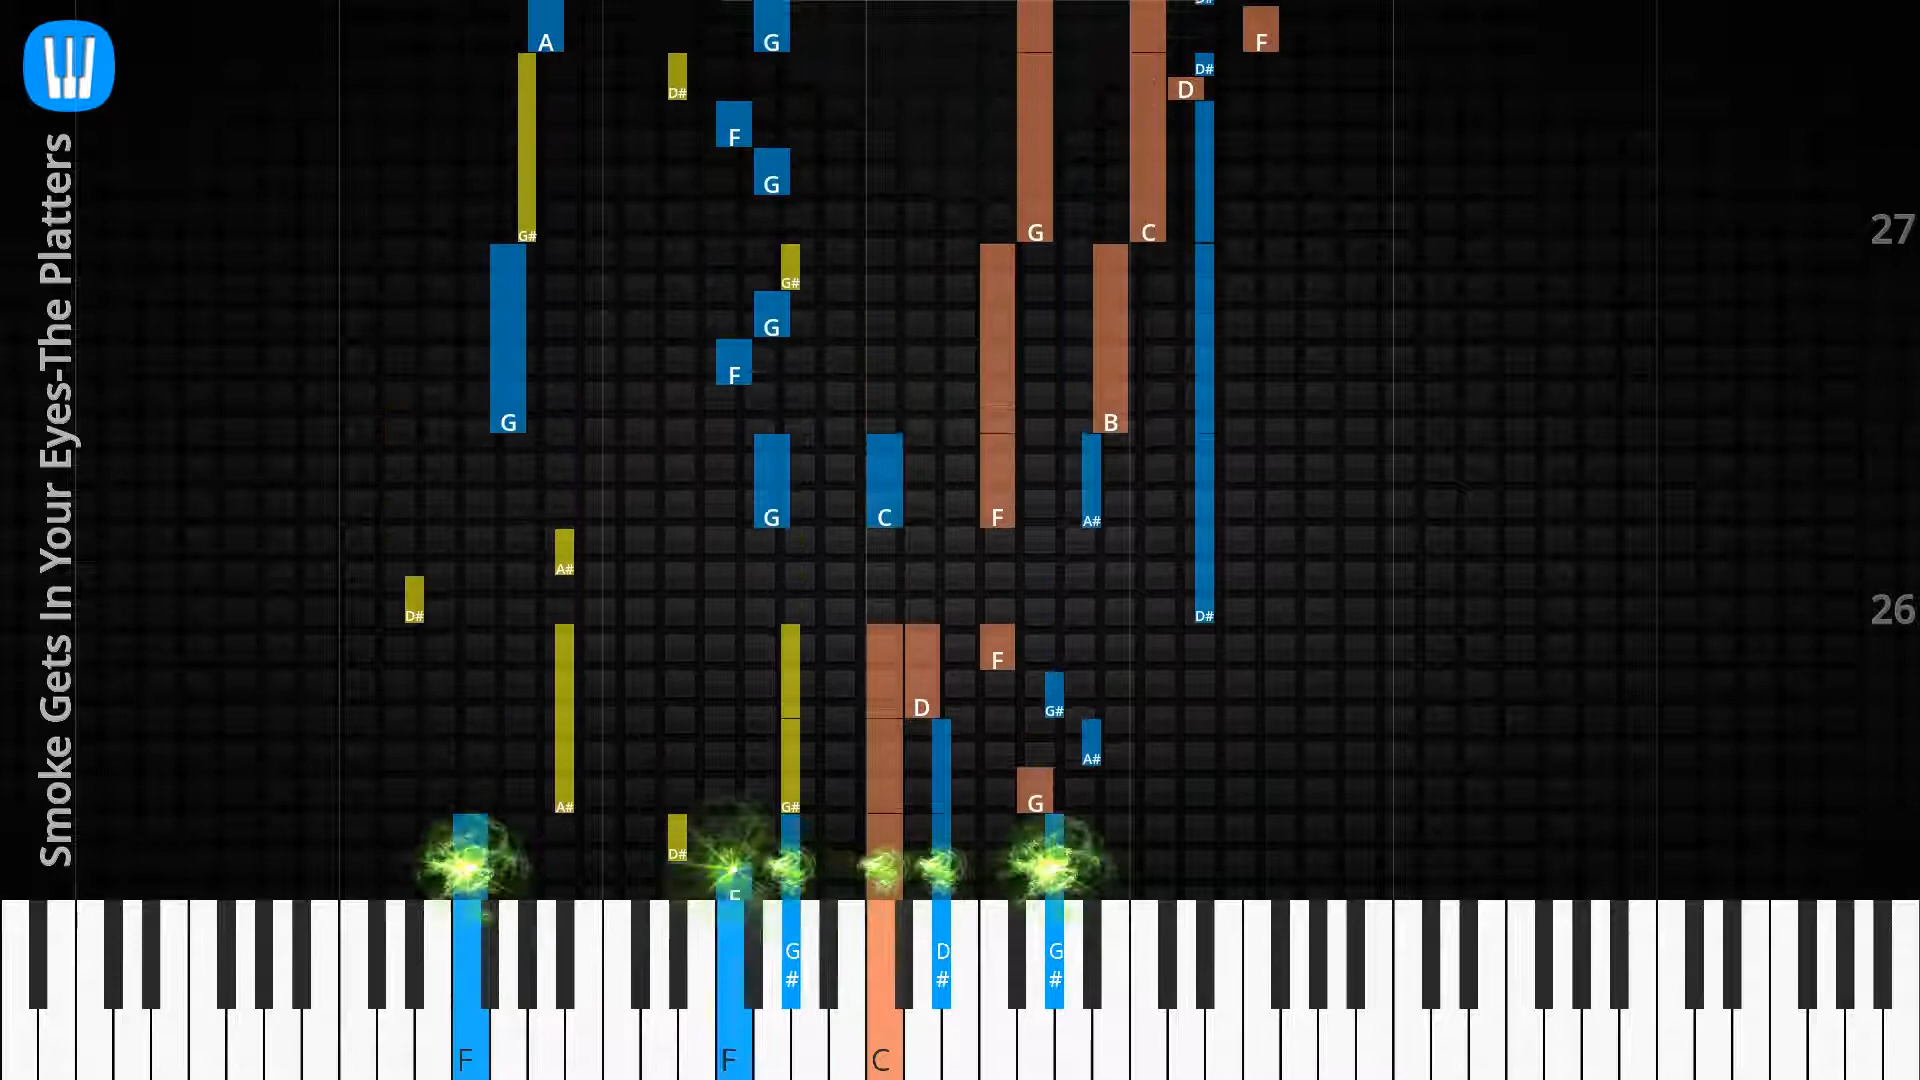 Smoke Gets In Your Eyes-The Platters
D#
A G F
D# D# D
F
G
27
G# G C
G#
G
F
G B
G C F A#
A#
D# D#
26
F
D G#
A#
A# G# G
D#
F
G# D# G#
F F C